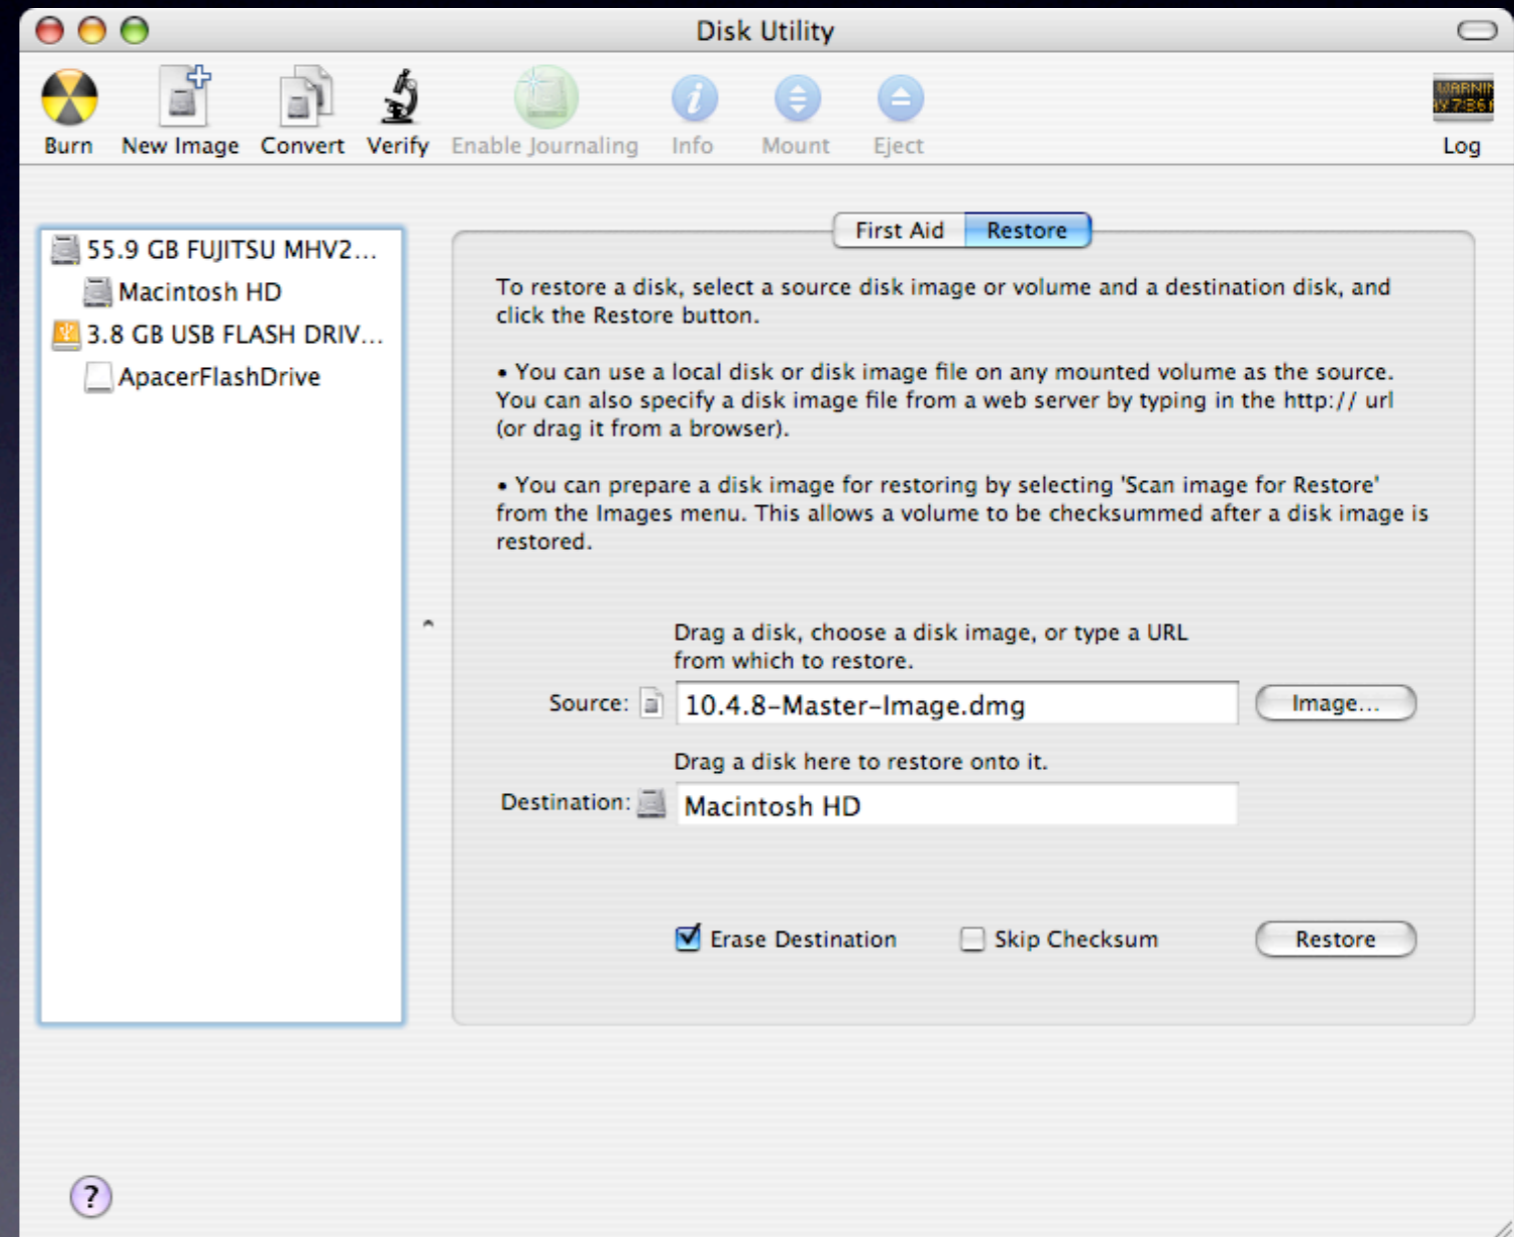 Disk Utility
Burn New Image Convert Verify Enable Journaling Info Mount Eject Log
55.9 GB FUJITSU MHV2...
Macintosh HD
3.8 GB USB FLASH DRIV...
ApacerFlashDrive
First Aid Restore
To restore a disk, select a source disk image or volume and a destination disk, and
click the Restore button.
• You can use a local disk or disk image file on any mounted volume as the source.
You can also specify a disk image file from a web server by typing in the http:// url
(or drag it from a browser).
• You can prepare a disk image for restoring by selecting 'Scan image for Restore'
from the Images menu. This allows a volume to be checksummed after a disk image is
restored.
Drag a disk, choose a disk image, or type a URL
from which to restore.
Source: 10.4.8-Master-Image.dmg Image...
Drag a disk here to restore onto it.
Destination: Macintosh HD
Erase Destination Skip Checksum Restore
?